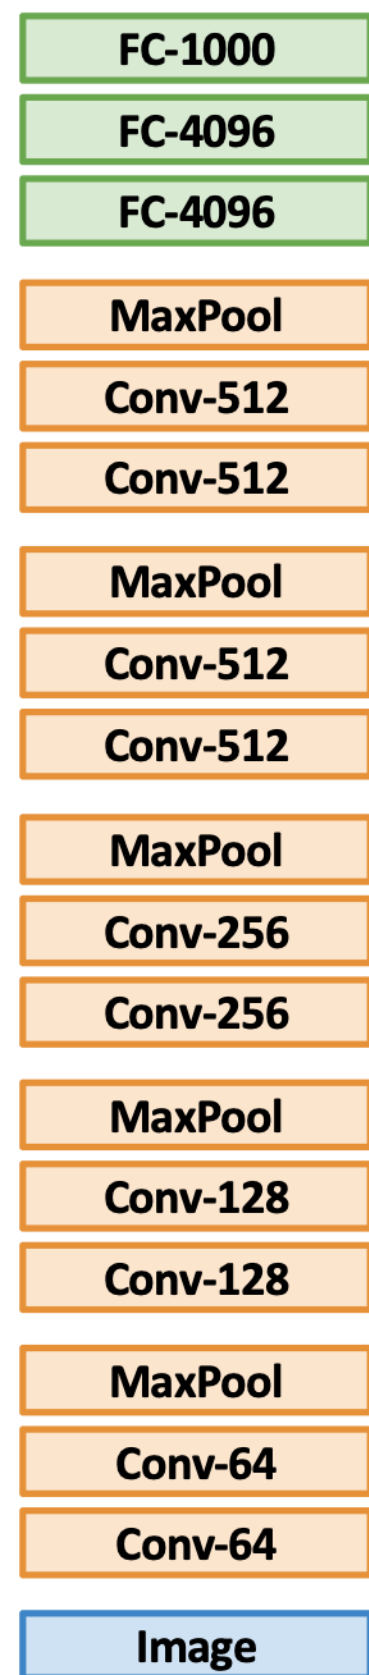 FC-1000
FC-4096
FC-4096
MaxPool
Conv-512
Conv-512
MaxPool
Conv-512
Conv-512
MaxPool
Conv-256
Conv-256
MaxPool
Conv-128
Conv-128
MaxPool
Conv-64
Conv-64
Image